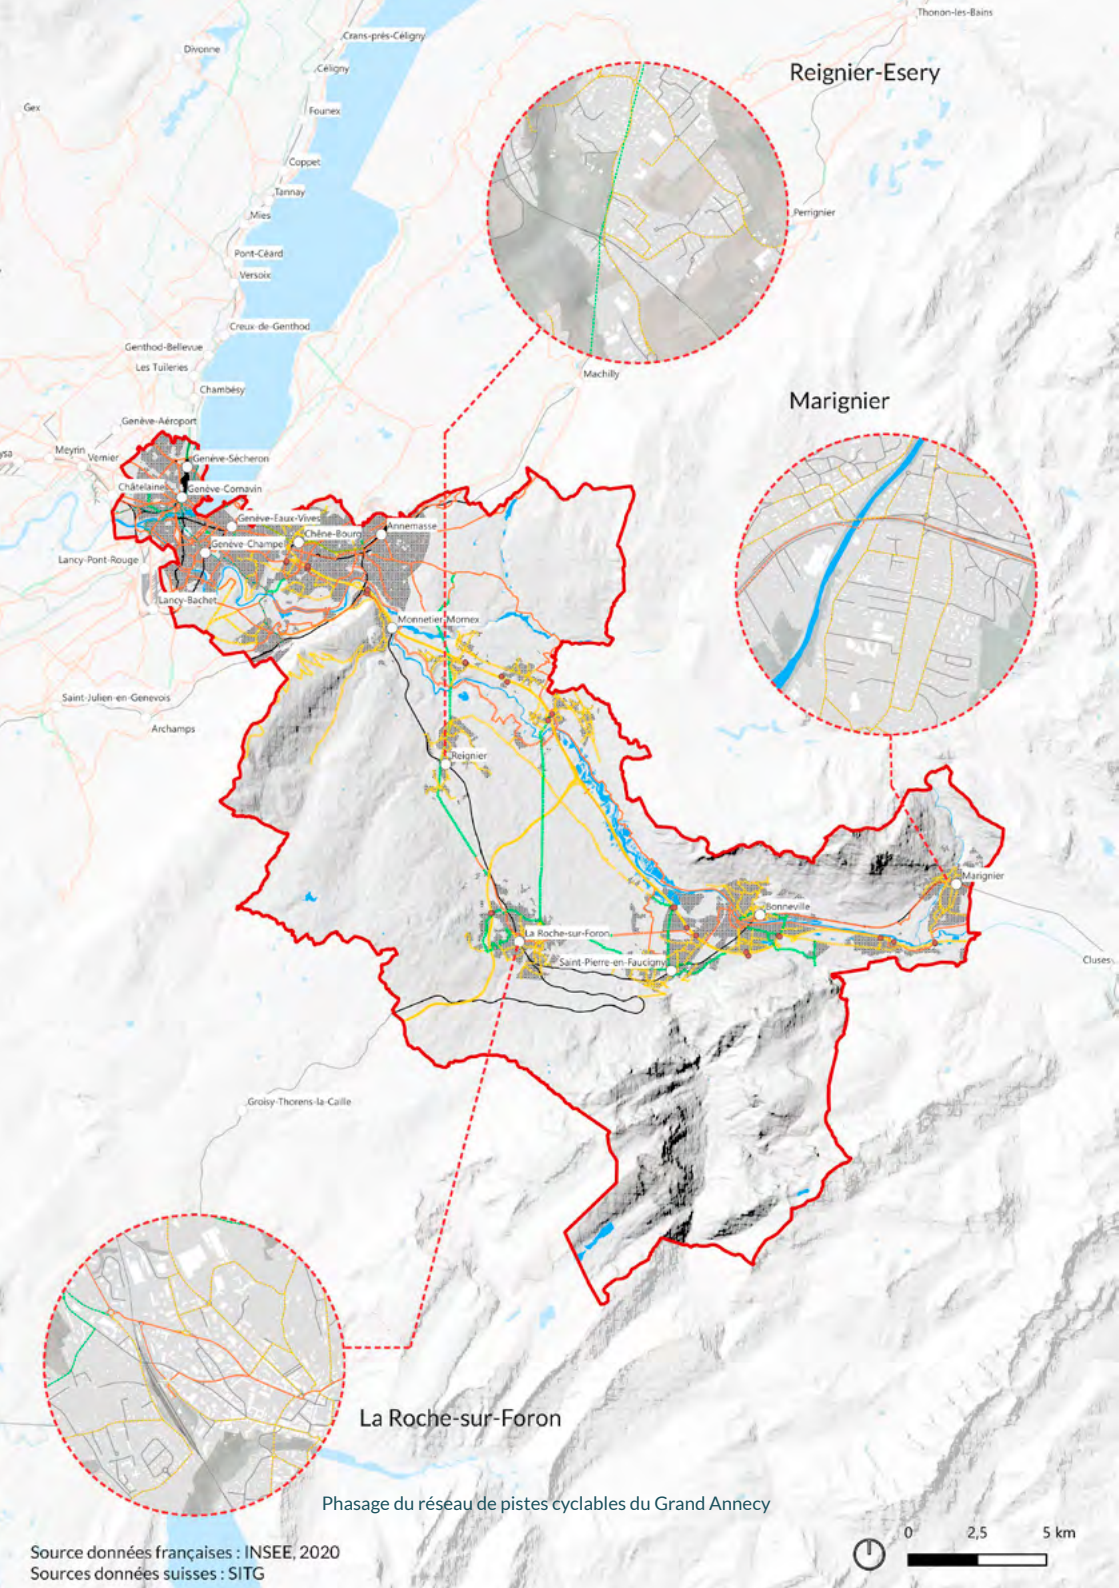 Thonon-les-Bains
Crans-près-Céligny
Divonne
Céligny
Reignier-Esery
Gex
Founex
Coppet
Tannay
Mies
Perrignier
Pont-Céard
Versoix
Creux-de-Genthod
Genthod-Bellevue
Les Tuileries
Machilly
Chambésy
Marignier
Genève-Aéroport
Meyrin
Vernier
Genève-Sécheron
Châtelaine
Genève-Cornavin
Genève-Eaux-Vives
Annemasse
Chêne-Bourg
Genève-Champel
Lancy-Pont-Rouge
Lancy-Bachet
Monnetier-Mornex
Saint-Julien-en-Genevois
Archamps
Reignier
Marignier
Bonneville
La Roche-sur-Foron
Saint-Pierre-en-Faucigny
Cluses
Groisy-Thorens-la-Caille
La Roche-sur-Foron
Phasage du réseau de pistes cyclables du Grand Annecy
0 2,5 5 km
Source données françaises : INSEE, 2020
Sources données suisses : SITG